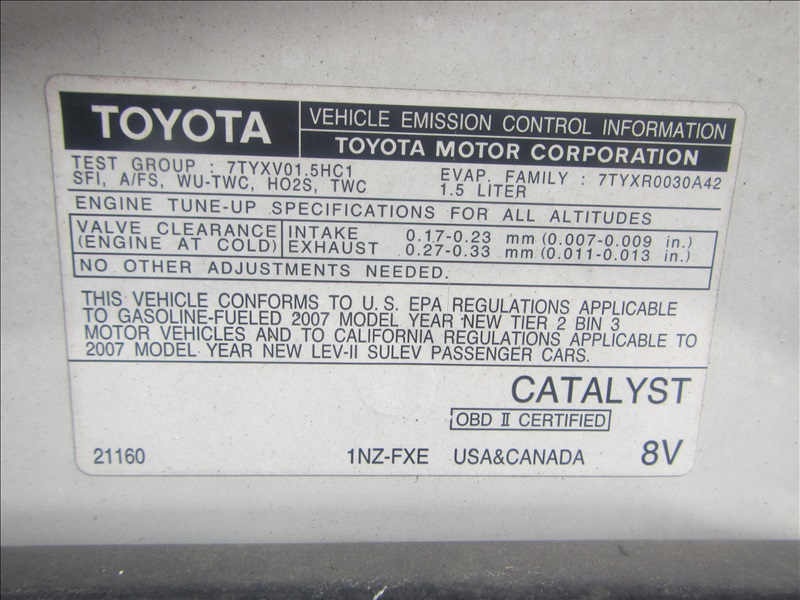 TOYOTA
VEHICLE EMISSION CONTROL INFORMATION
TOYOTA MOTOR CORPORATION
TEST GROUP : 7TYXV01.5HC1
SFI, A/FS, WU-TWC, HO2S, TWC
EVAP. FAMILY : 7TYXR0030A42
1.5 LITER
ENGINE TUNE-UP SPECIFICATIONS FOR ALL ALTITUDES
VALVE CLEARANCE
(ENGINE AT COLD)
INTAKE 0.17-0.23 mm (0.007-0.009 in.)
EXHAUST 0.27-0.33 mm (0.011-0.013 in.)
NO OTHER ADJUSTMENTS NEEDED.
THIS VEHICLE CONFORMS TO U.S. EPA REGULATIONS APPLICABLE
TO GASOLINE-FUELED 2007 MODEL YEAR NEW TIER 2 BIN 3
MOTOR VEHICLES AND TO CALIFORNIA REGULATIONS APPLICABLE TO
2007 MODEL YEAR NEW LEV-II SULEV PASSENGER CARS.
CATALYST
OBD II CERTIFIED
21160 1NZ-FXE USA&CANADA 8V